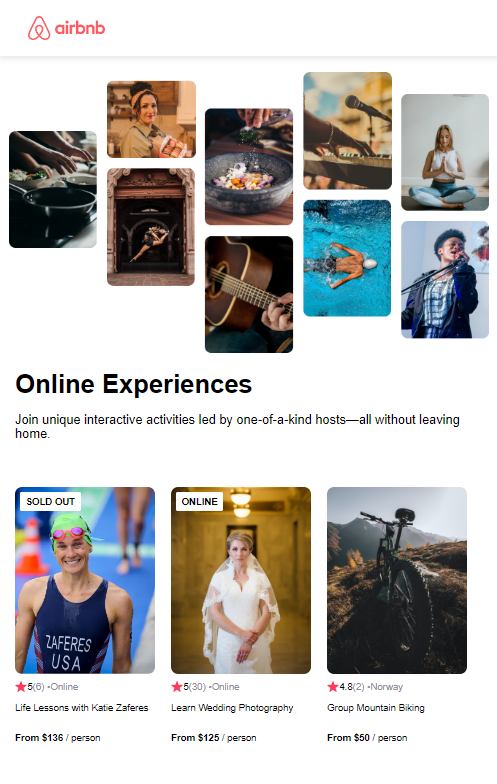 airbnb
Online Experiences
Join unique interactive activities led by one-of-a-kind hosts—all without leaving
home.
SOLD OUT
ONLINE
ZAFERES
USA
5(6) •Online
5(30) •Online
4.8(2) •Norway
Life Lessons with Katie Zaferes
Learn Wedding Photography
Group Mountain Biking
From $136 / person
From $125 / person
From $50 / person